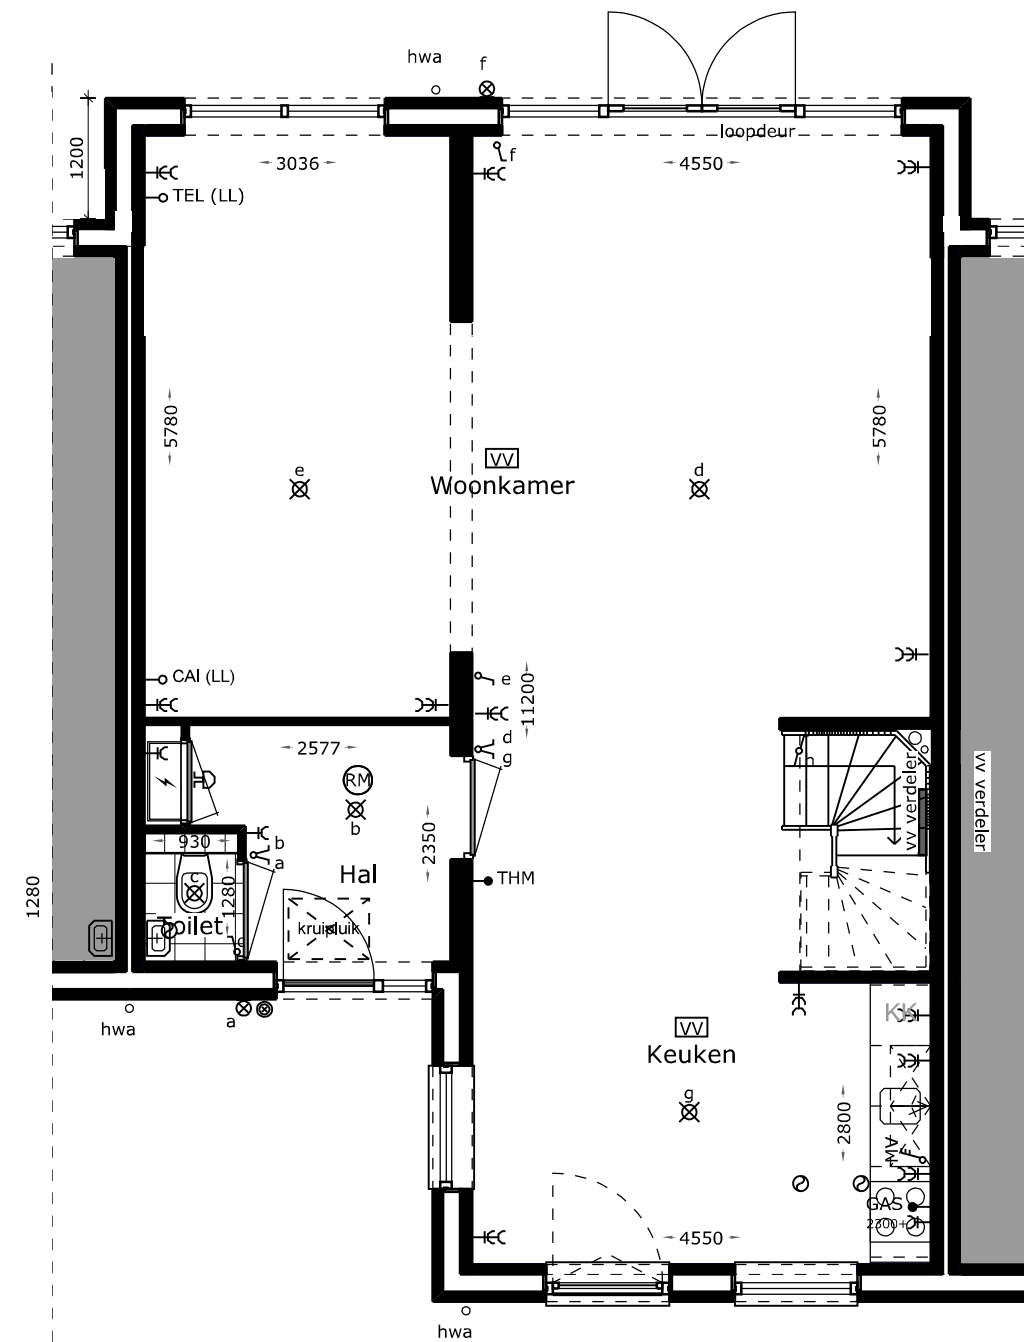 hwa
f
loopdeur
1200
3036
f
4550
TEL (LL)
5780
5780
e
VV
d
Woonkamer
CAI (LL)
e
11200
d
g
2577
RM
b
h
vv verdeler
vv verdeler
930
b
a
2350
Hal
THM
c
1280
1280
Toilet
c
kruipluik
a
hwa
VV
KK
Keuken
g
2800
AW
GAS
2300+
4550
hwa